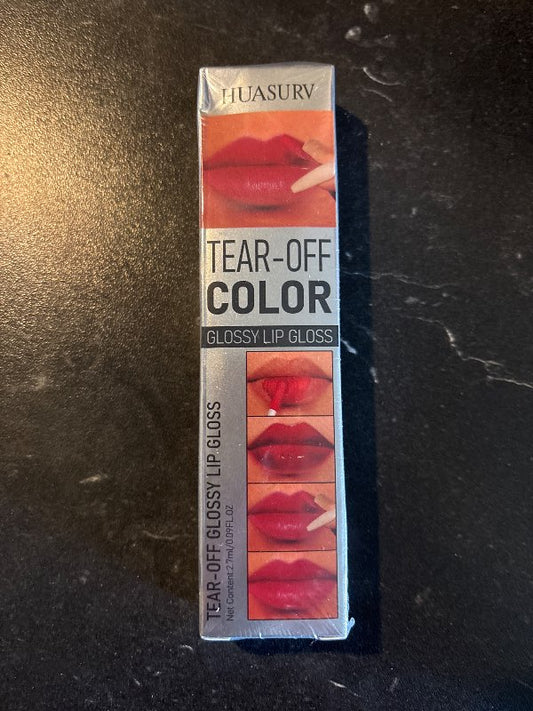 HUASURV
TEAR-OFF
COLOR
GLOSSY LIP GLOSS
TEAR-OFF GLOSSY LIP GLOSS
Net Content:2.7ml/0.09FL.OZ